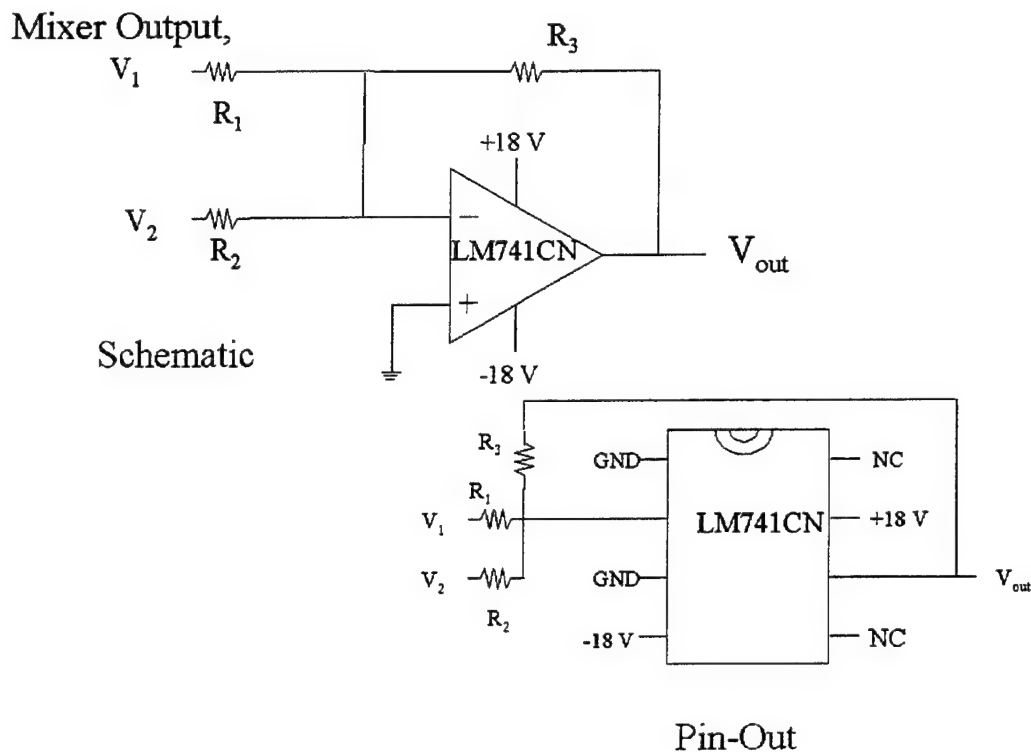 Mixer Output,
V1
R1
R3
+18 V
V2
R2
−
LM741CN
+
Vout
-18 V
Schematic
R3
GND
NC
R1
V1
LM741CN
+18 V
V2
GND
Vout
R2
-18 V
NC
Pin-Out